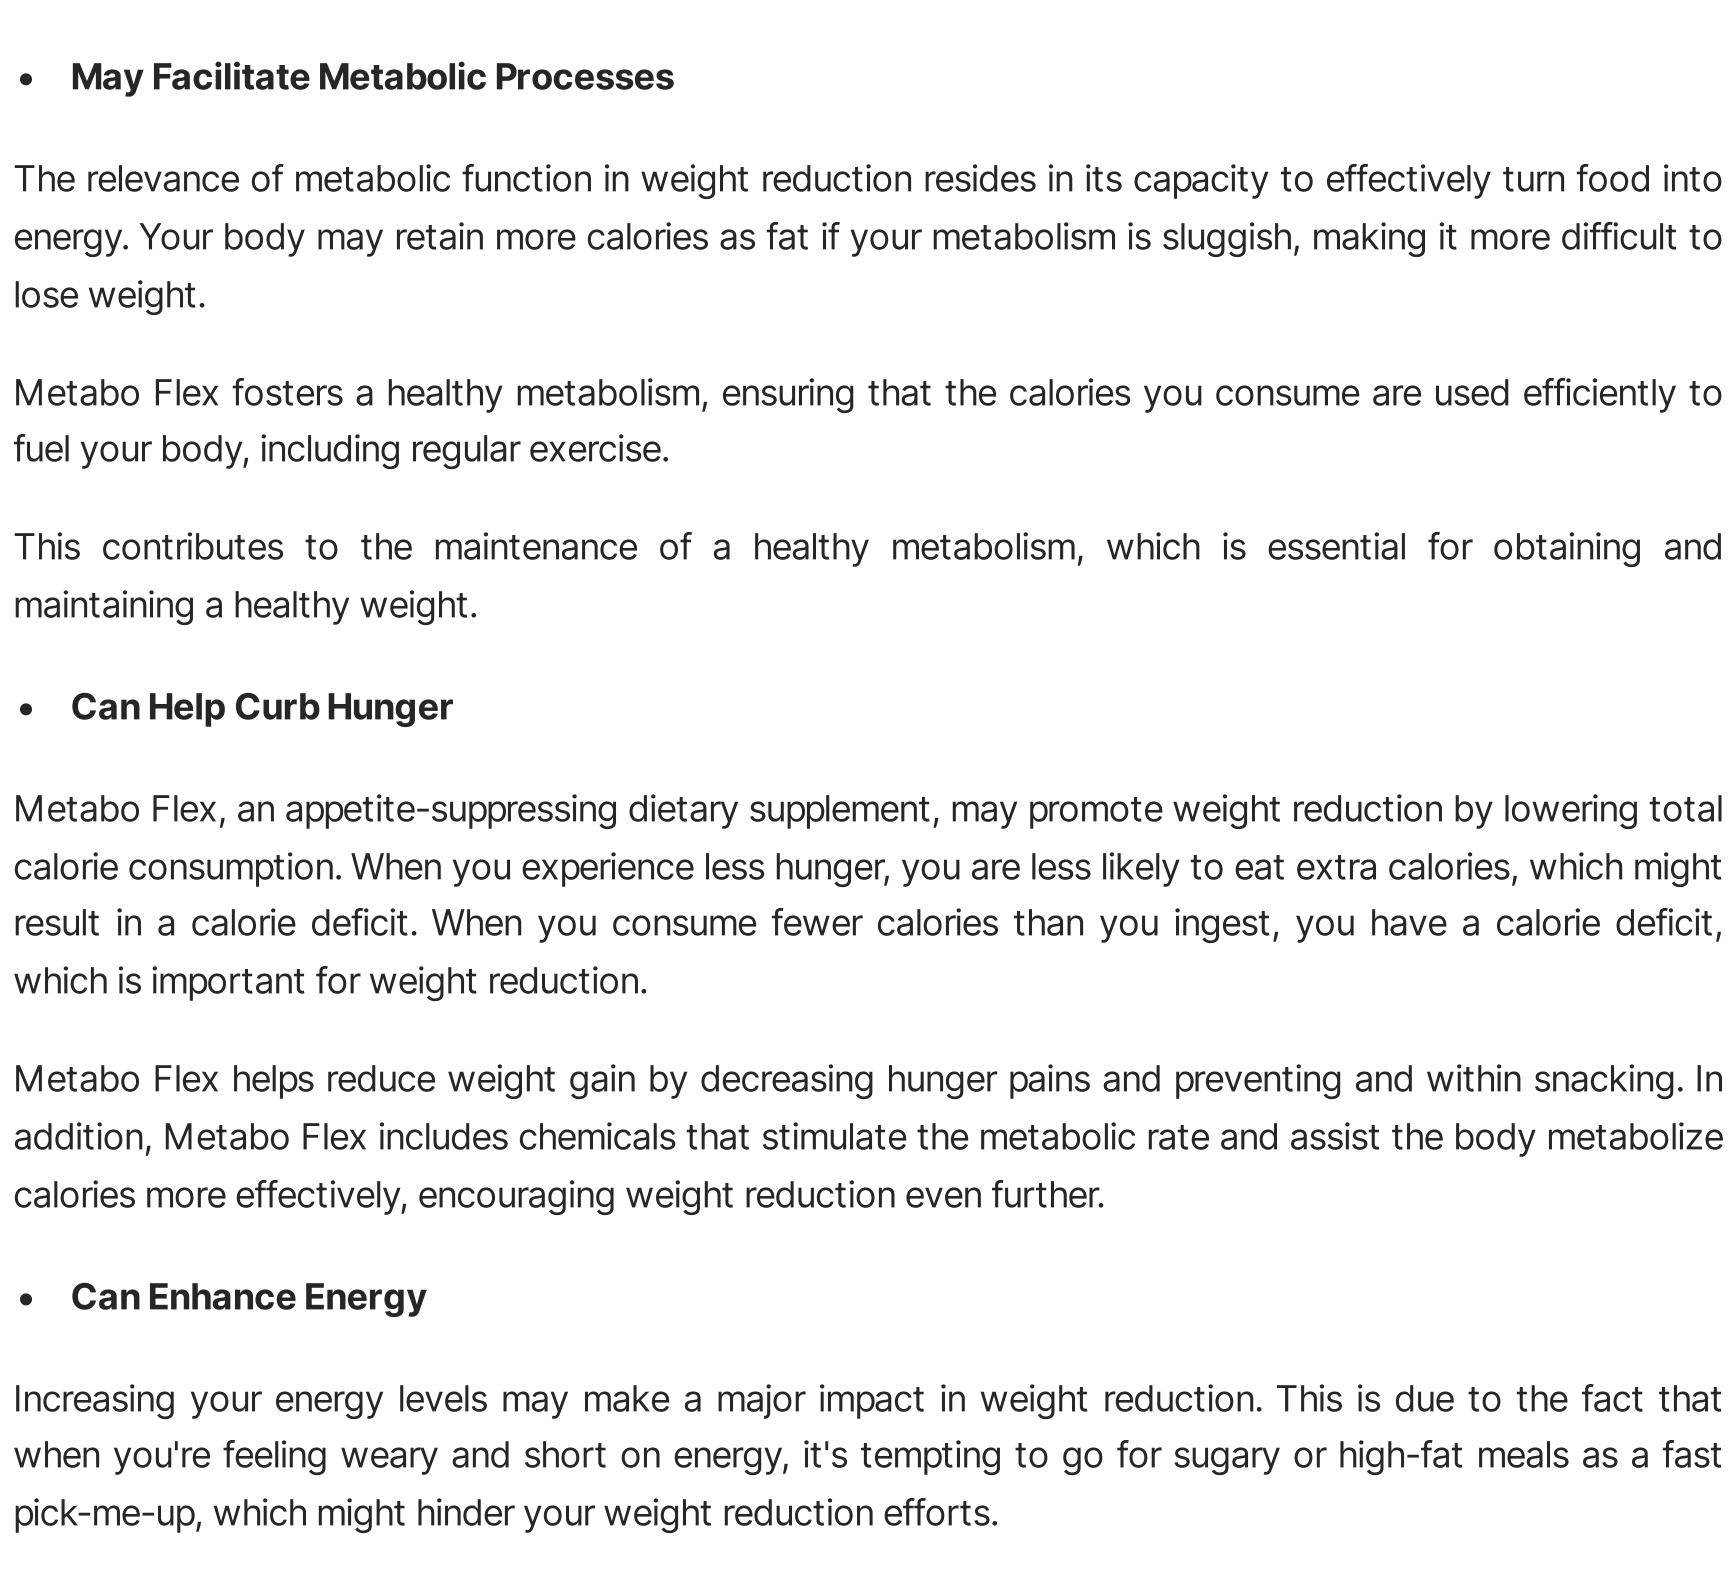 • May Facilitate Metabolic Processes
The relevance of metabolic function in weight reduction resides in its capacity to effectively turn food into
energy. Your body may retain more calories as fat if your metabolism is sluggish, making it more difficult to
lose weight.
Metabo Flex fosters a healthy metabolism, ensuring that the calories you consume are used efficiently to
fuel your body, including regular exercise.
This contributes to the maintenance of a healthy metabolism, which is essential for obtaining and
maintaining a healthy weight.
• Can Help Curb Hunger
Metabo Flex, an appetite-suppressing dietary supplement, may promote weight reduction by lowering total
calorie consumption. When you experience less hunger, you are less likely to eat extra calories, which might
result in a calorie deficit. When you consume fewer calories than you ingest, you have a calorie deficit,
which is important for weight reduction.
Metabo Flex helps reduce weight gain by decreasing hunger pains and preventing and within snacking. In
addition, Metabo Flex includes chemicals that stimulate the metabolic rate and assist the body metabolize
calories more effectively, encouraging weight reduction even further.
• Can Enhance Energy
Increasing your energy levels may make a major impact in weight reduction. This is due to the fact that
when you're feeling weary and short on energy, it's tempting to go for sugary or high-fat meals as a fast
pick-me-up, which might hinder your weight reduction efforts.